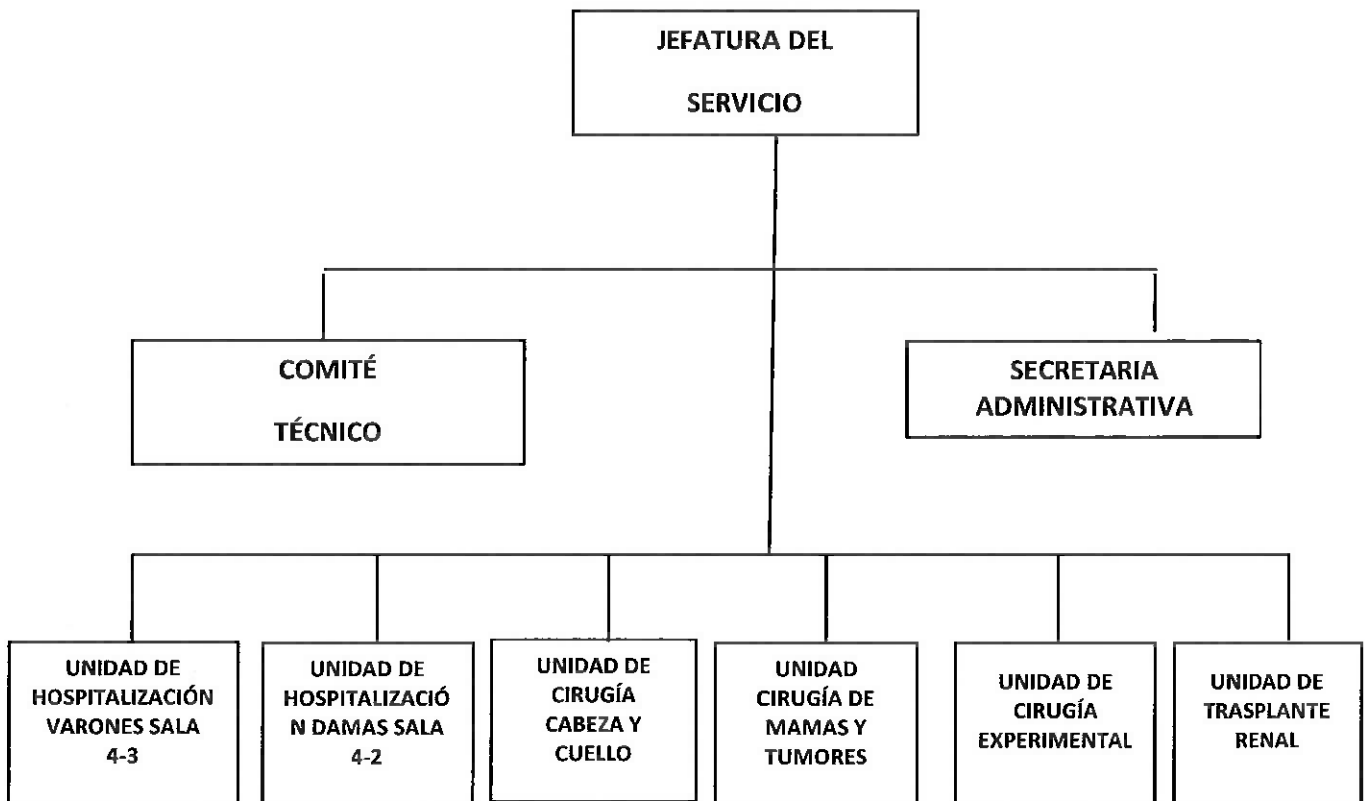 JEFATURA DEL
SERVICIO
COMITÉ
TÉCNICO
SECRETARIA
ADMINISTRATIVA
UNIDAD DE
HOSPITALIZACIÓN
VARONES SALA
4-3
UNIDAD DE
HOSPITALIZACIÓ
N DAMAS SALA
4-2
UNIDAD DE
CIRUGÍA
CABEZA Y
CUELLO
UNIDAD
CIRUGÍA DE
MAMAS Y
TUMORES
UNIDAD DE
CIRUGÍA
EXPERIMENTAL
UNIDAD DE
TRASPLANTE
RENAL